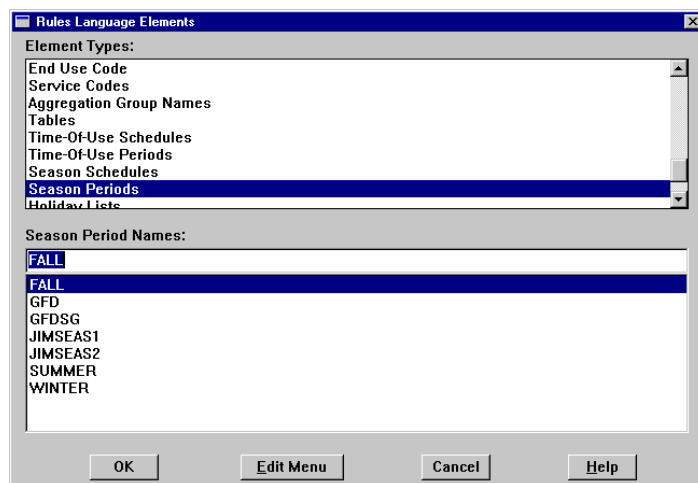 Rules Language Elements
Element Types:
End Use Code
Service Codes
Aggregation Group Names
Tables
Time-Of-Use Schedules
Time-Of-Use Periods
Season Schedules
Season Periods
Holiday Lists
Season Period Names:
FALL
FALL
GFD
GFDSG
JIMSEAS1
JIMSEAS2
SUMMER
WINTER
OK Edit Menu Cancel Help